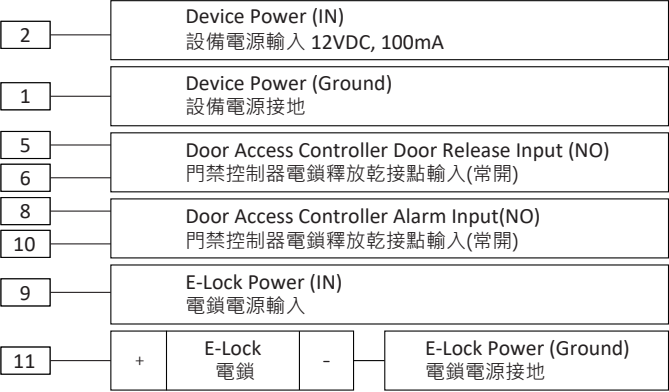 2
Device Power (IN)
設備電源輸入 12VDC, 100mA
1
Device Power (Ground)
設備電源接地
5
6
Door Access Controller Door Release Input (NO)
門禁控制器電鎖釋放乾接點輸入(常開)
8
10
Door Access Controller Alarm Input(NO)
門禁控制器電鎖釋放乾接點輸入(常開)
9
E-Lock Power (IN)
電鎖電源輸入
11
+
E-Lock
電鎖
-
E-Lock Power (Ground)
電鎖電源接地